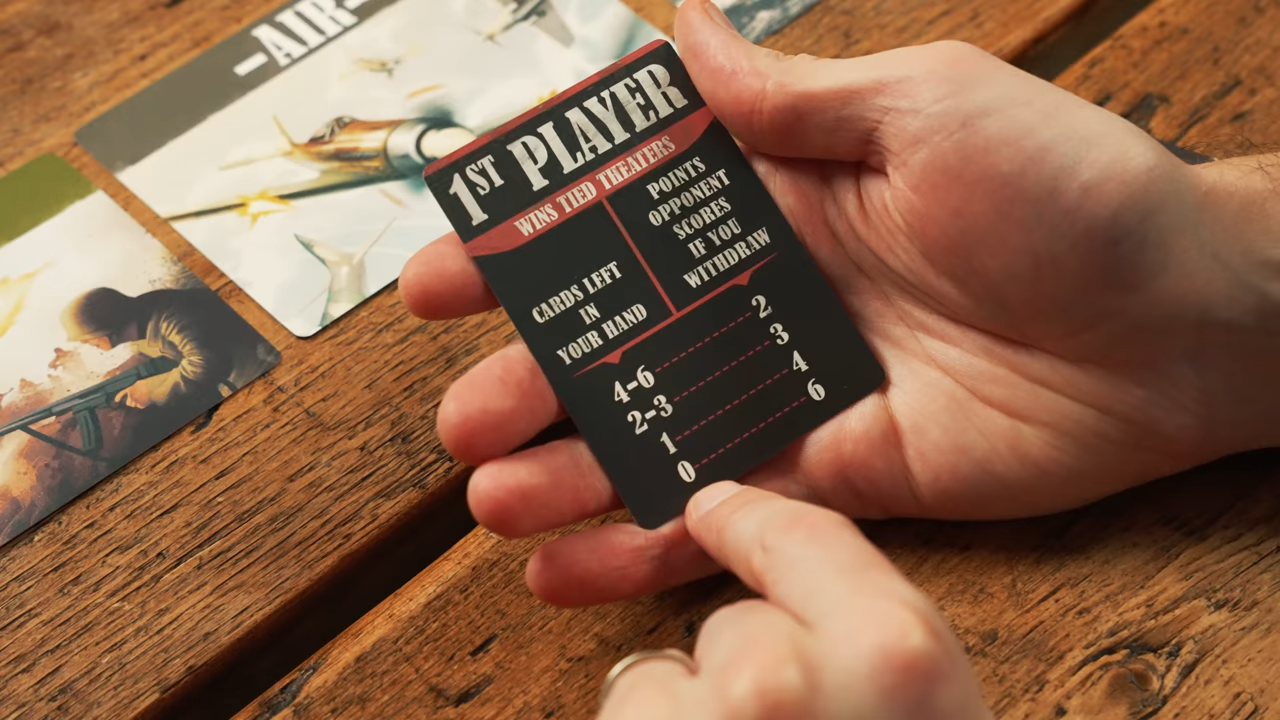 -AIR-
1ST PLAYER
WINS TIED THEATERS
CARDS LEFT
IN
YOUR HAND
POINTS
OPPONENT
SCORES
IF YOU
WITHDRAW
4-6 2
2-3 3
1 4
0 6